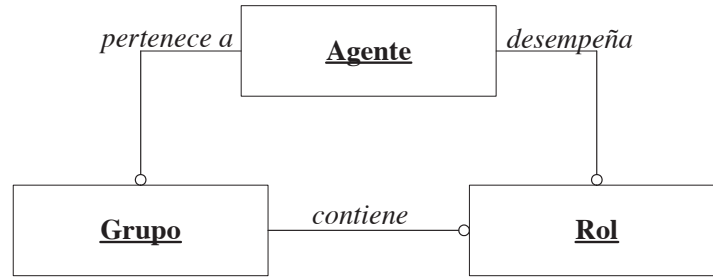 pertenece a
Agente
desempeña
Grupo
contiene
Rol